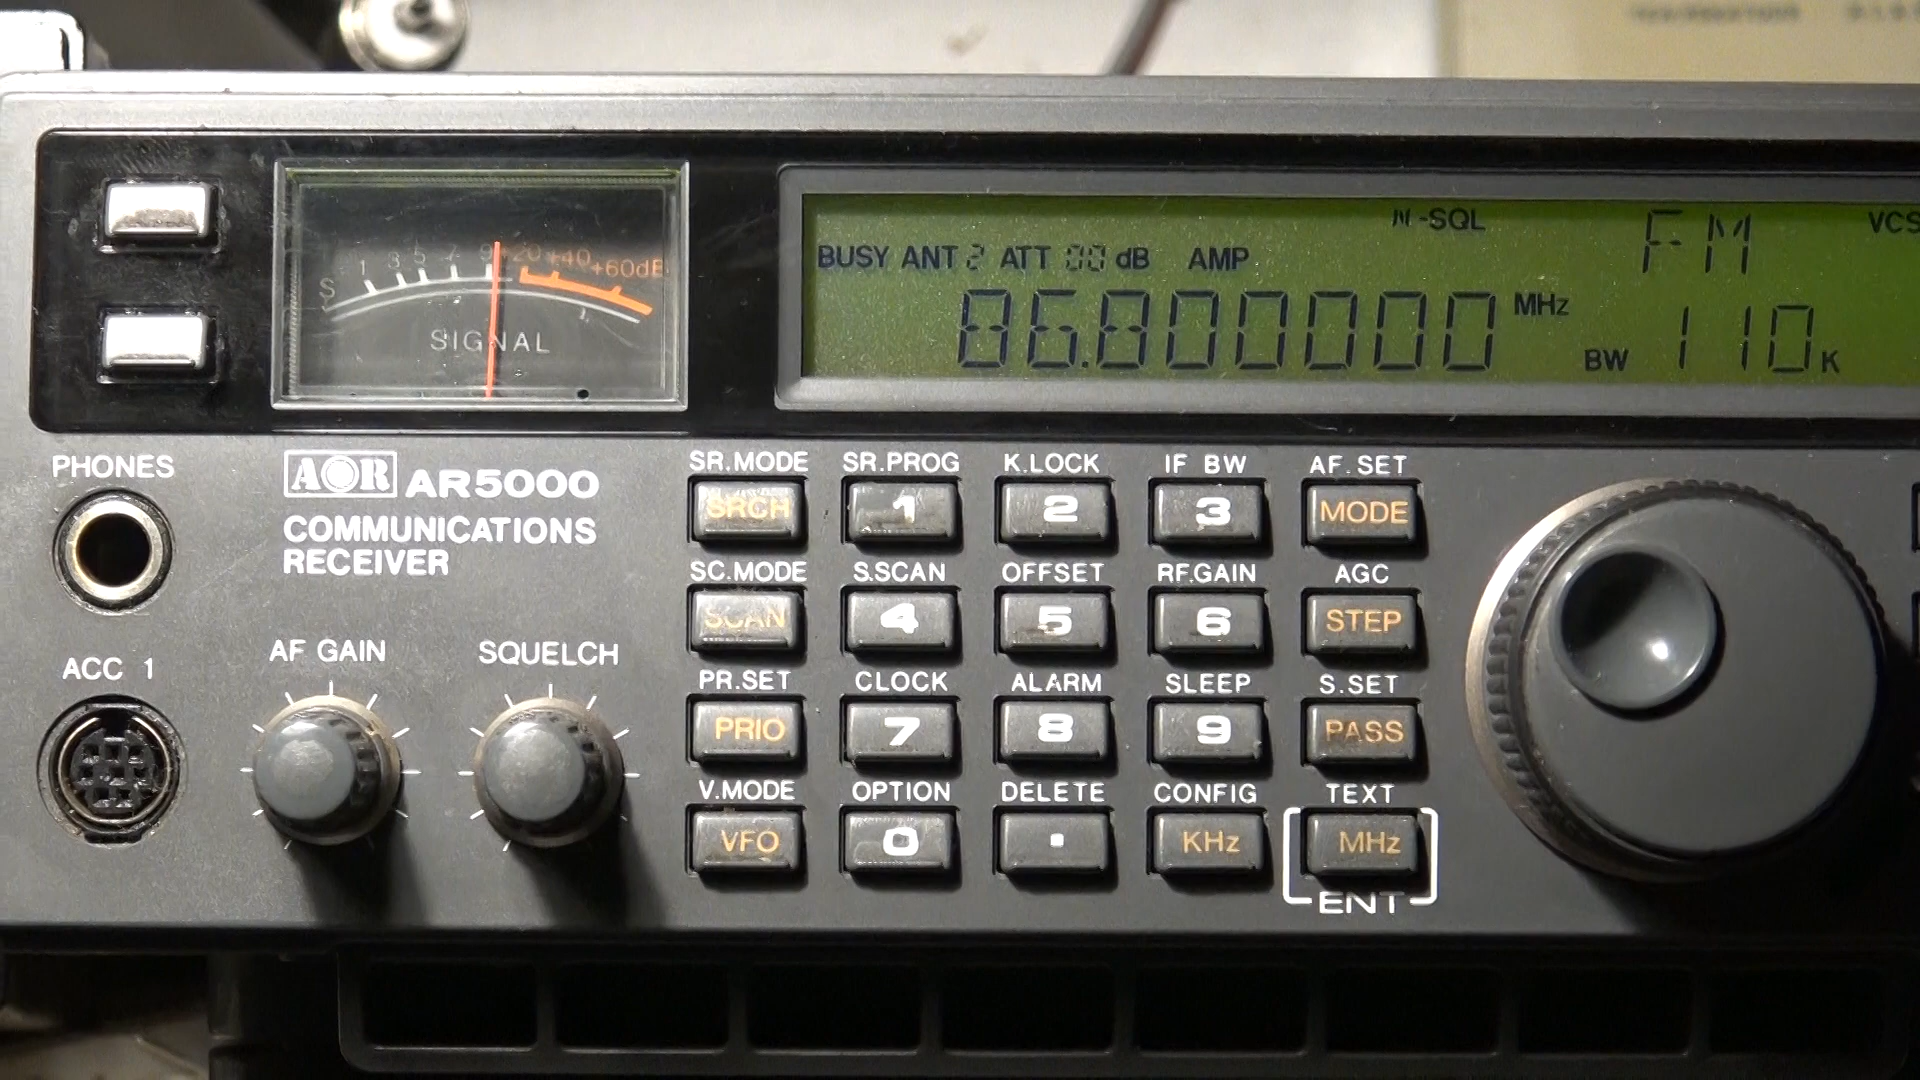 N-SQL FM VCS
BUSY ANT 2 ATT 00 dB AMP
86.800000 MHz BW 110 K
S 1 3 5 7 9 +20 +40 +60dB
SIGNAL
PHONES
AOR AR5000
COMMUNICATIONS
RECEIVER
ACC 1
AF GAIN
SQUELCH
SR.MODE SR.PROG K.LOCK IF BW AF.SET
SRCH 1 2 3 MODE
SC.MODE S.SCAN OFFSET RF.GAIN AGC
SCAN 4 5 6 STEP
PR.SET CLOCK ALARM SLEEP S.SET
PRIO 7 8 9 PASS
V.MODE OPTION DELETE CONFIG TEXT
VFO 0 . KHz MHz
ENT